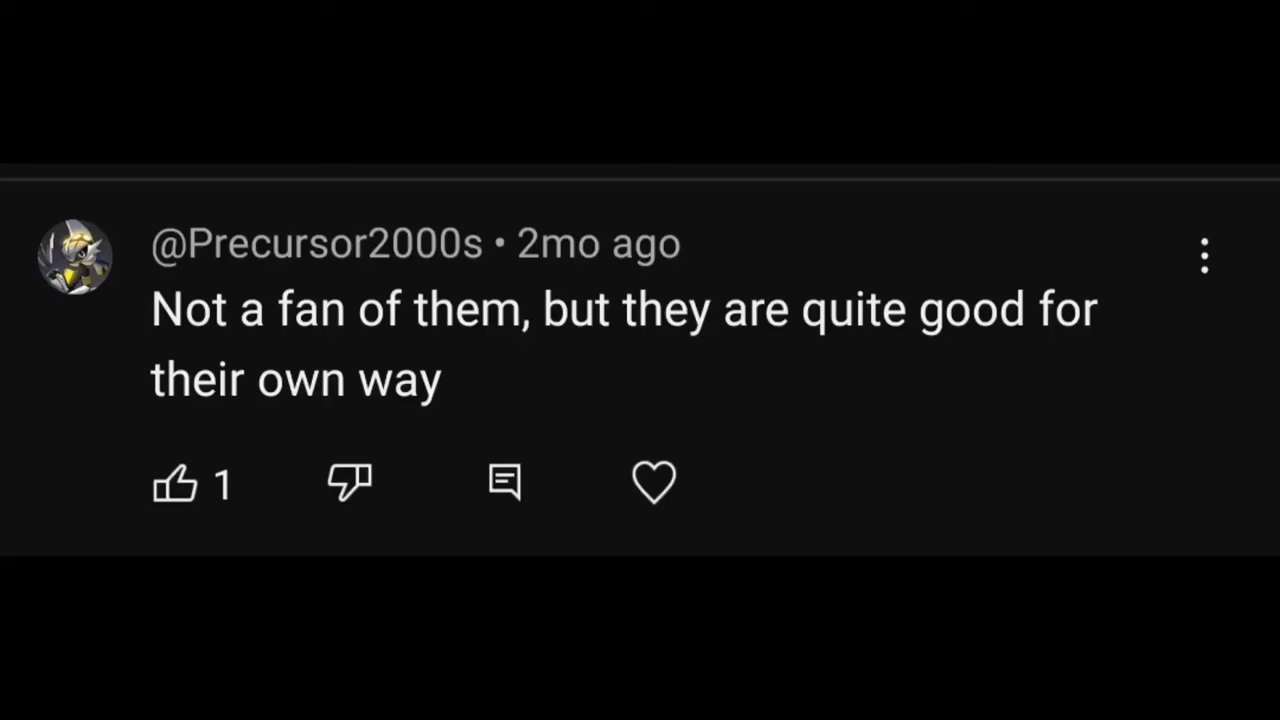 @Precursor2000s • 2mo ago
Not a fan of them, but they are quite good for
their own way
1